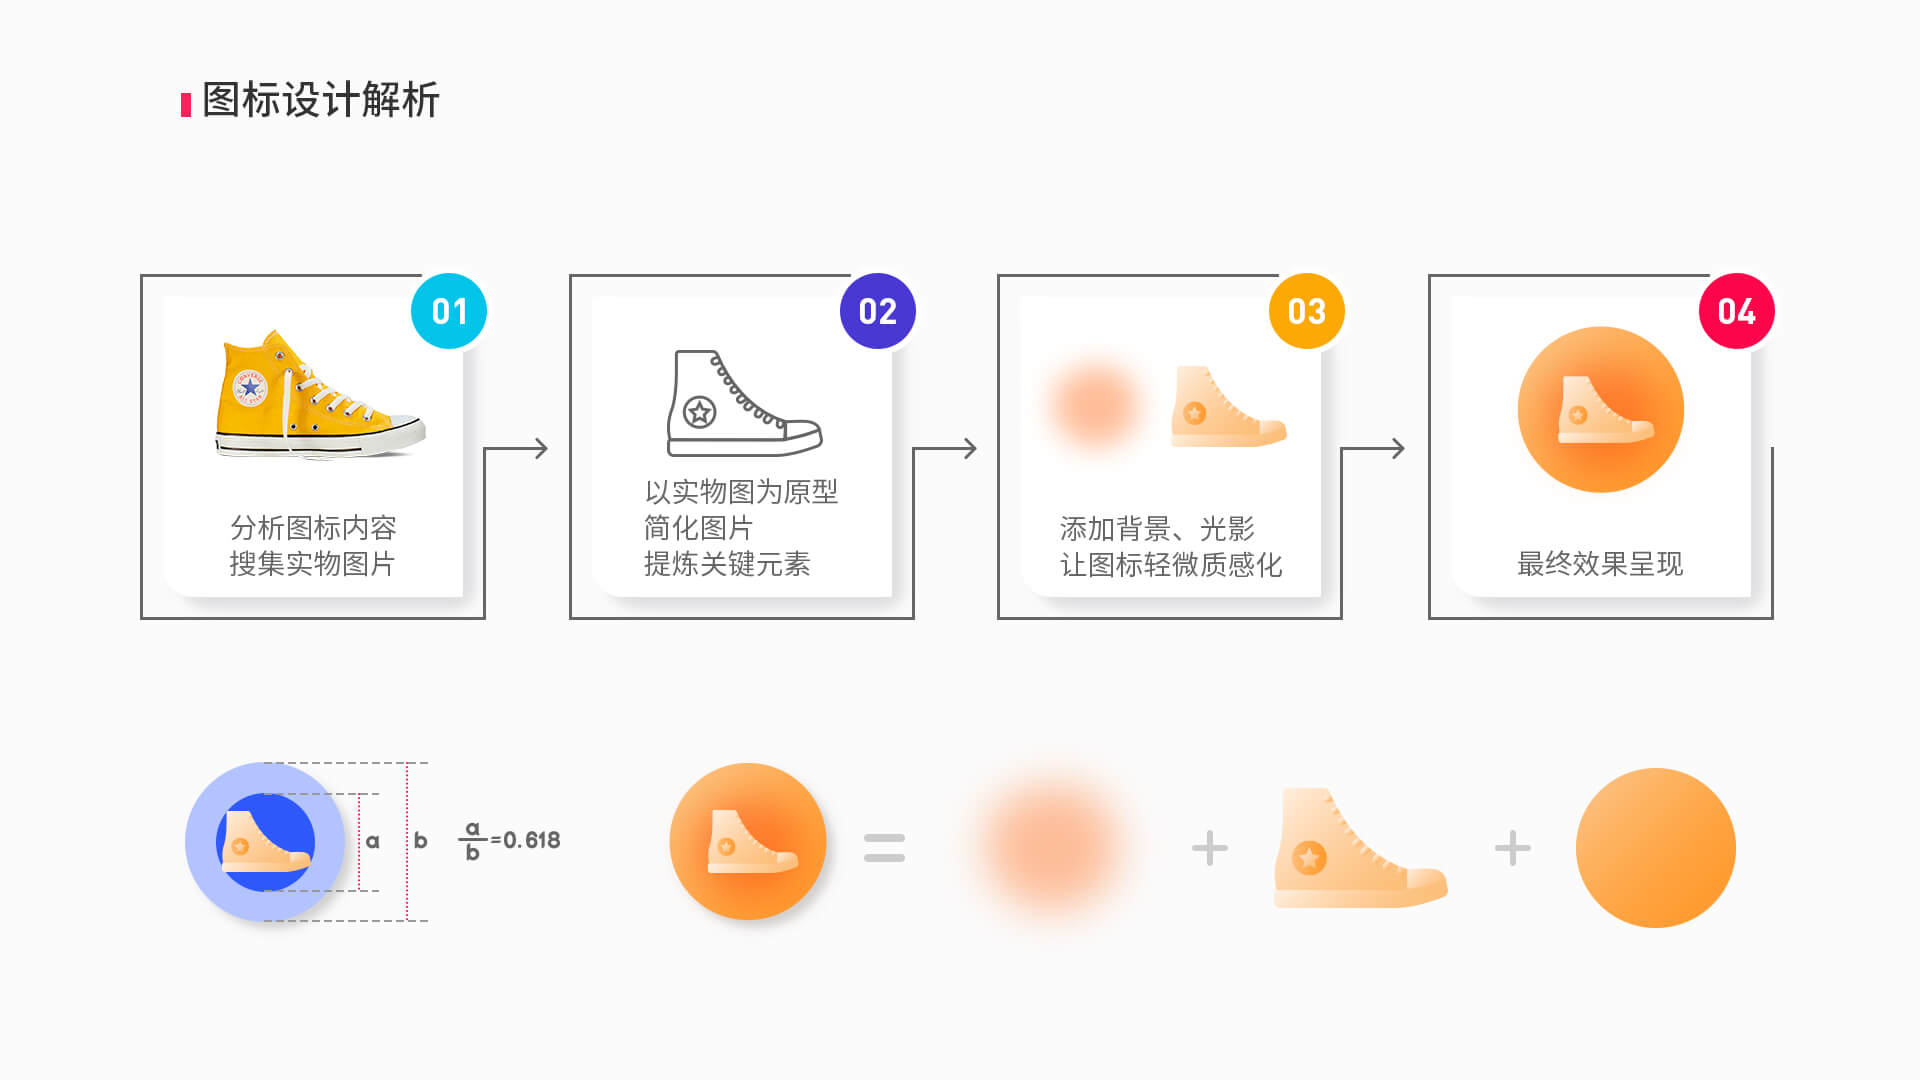 图标设计解析
01
CONVERSE
ALL STAR
分析图标内容
搜集实物图片
02
以实物图为原型
简化图片
提炼关键元素
03
添加背景、光影
让图标轻微质感化
04
最终效果呈现
a
b
a
b
=0.618
=
+
+